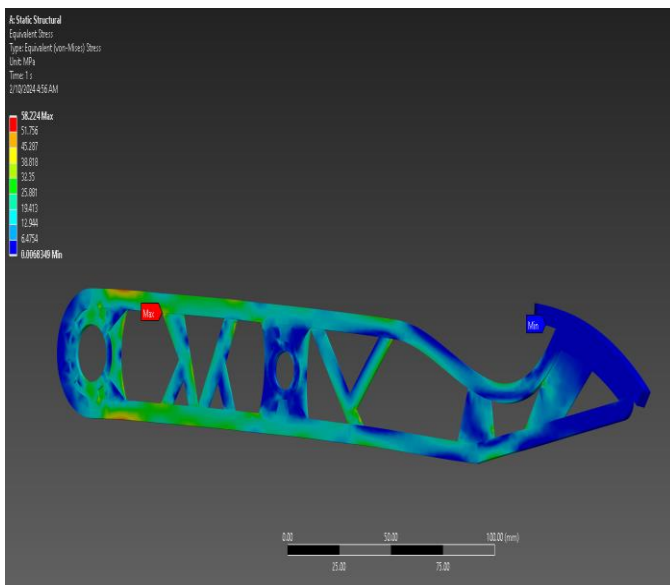 A: Static Structural
Equivalent Stress
Type: Equivalent (von-Mises) Stress
Unit: MPa
Time: 1 s
2/10/2024 4:56 AM
58.224 Max
51.756
45.287
38.818
32.35
25.881
19.413
12.944
6.4754
0.0068349 Min
Max
Min
0.00
50.00
100.00 (mm)
25.00
75.00